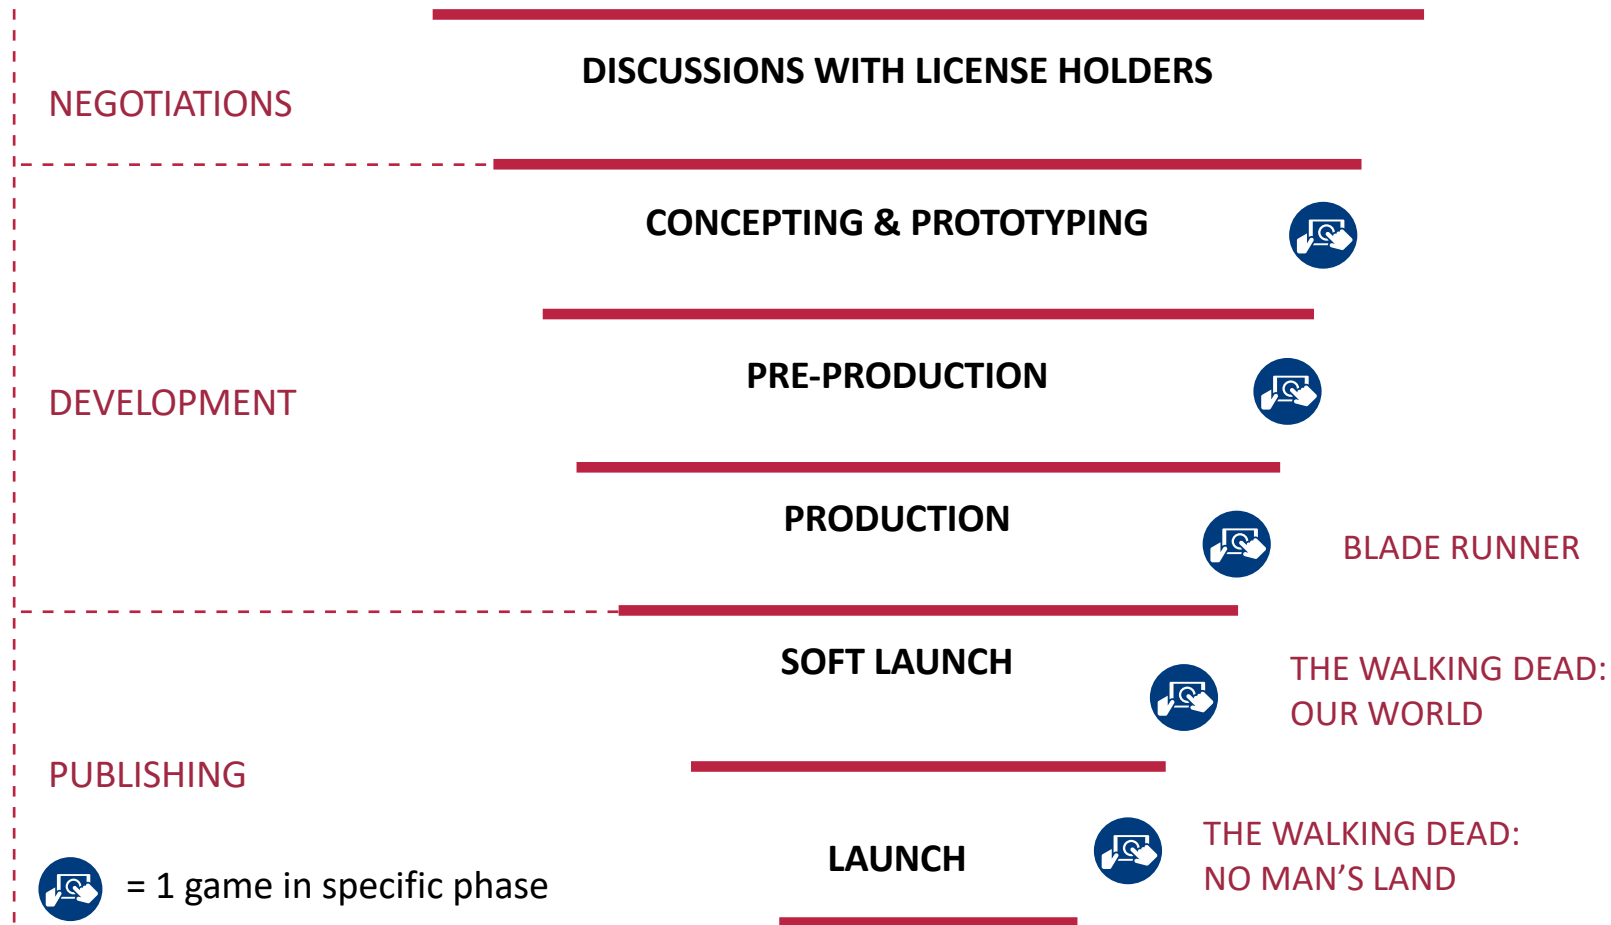 DISCUSSIONS WITH LICENSE HOLDERS
NEGOTIATIONS
CONCEPTING & PROTOTYPING
PRE-PRODUCTION
DEVELOPMENT
PRODUCTION
BLADE RUNNER
SOFT LAUNCH
THE WALKING DEAD:
OUR WORLD
PUBLISHING
LAUNCH
THE WALKING DEAD:
NO MAN’S LAND
= 1 game in specific phase